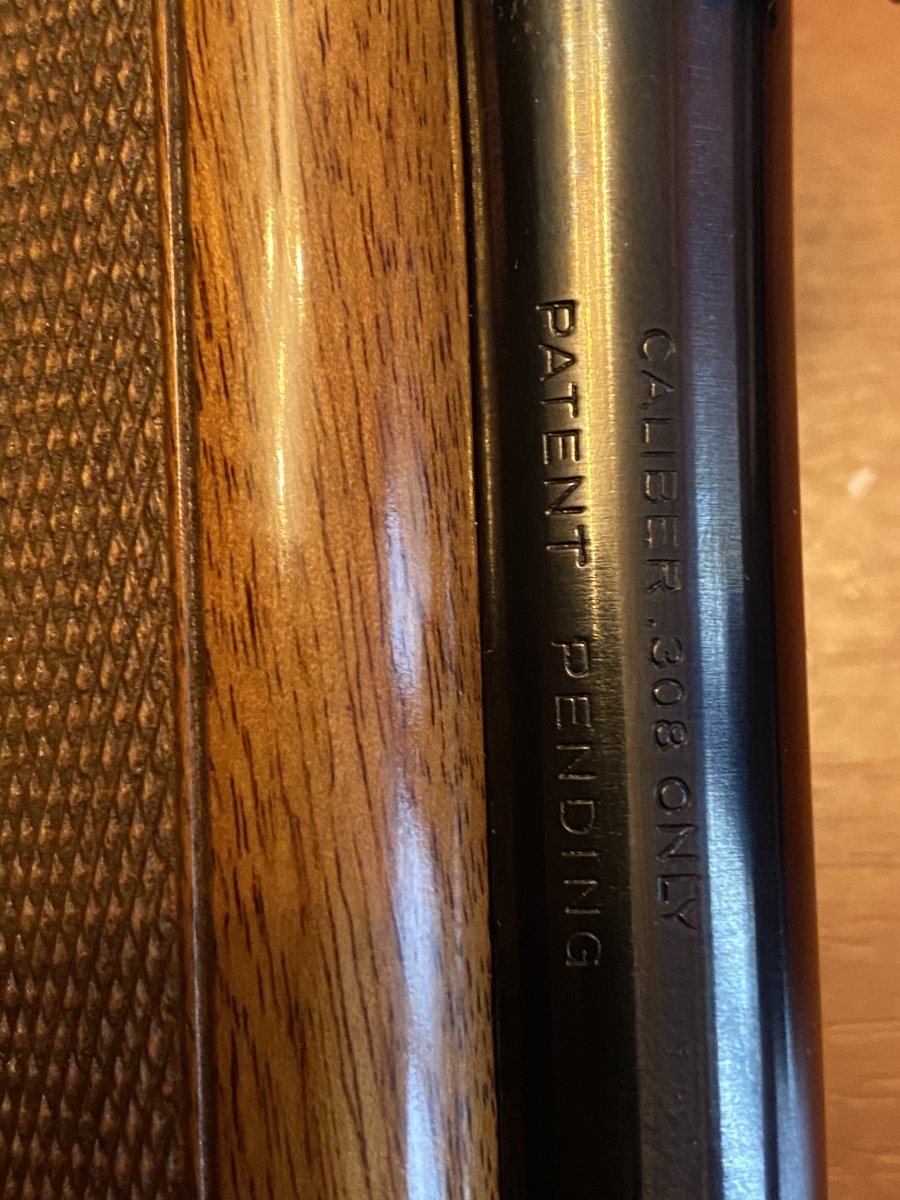 CALIBER .308 ONLY
PATENT PENDING